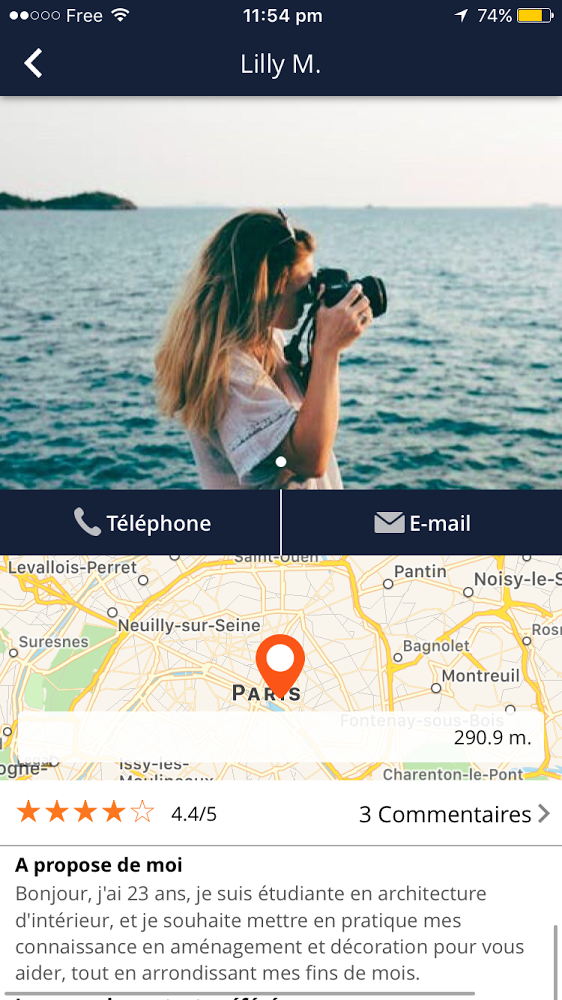 Free 11:54 pm 74%
Lilly M.
Téléphone E-mail
Saint-Ouen
Levallois-Perret
Pantin
Noisy-le-S
Neuilly-sur-Seine
Rosn
Suresnes
Bagnolet
Montreuil
PARIS
Fontenay-sous-Bois
290.9 m.
ogne-
Issy-les-
Moulineaux
Charenton-le-Pont
4.4/5 3 Commentaires
A propose de moi
Bonjour, j'ai 23 ans, je suis étudiante en architecture
d'intérieur, et je souhaite mettre en pratique mes
connaissance en aménagement et décoration pour vous
aider, tout en arrondissant mes fins de mois.